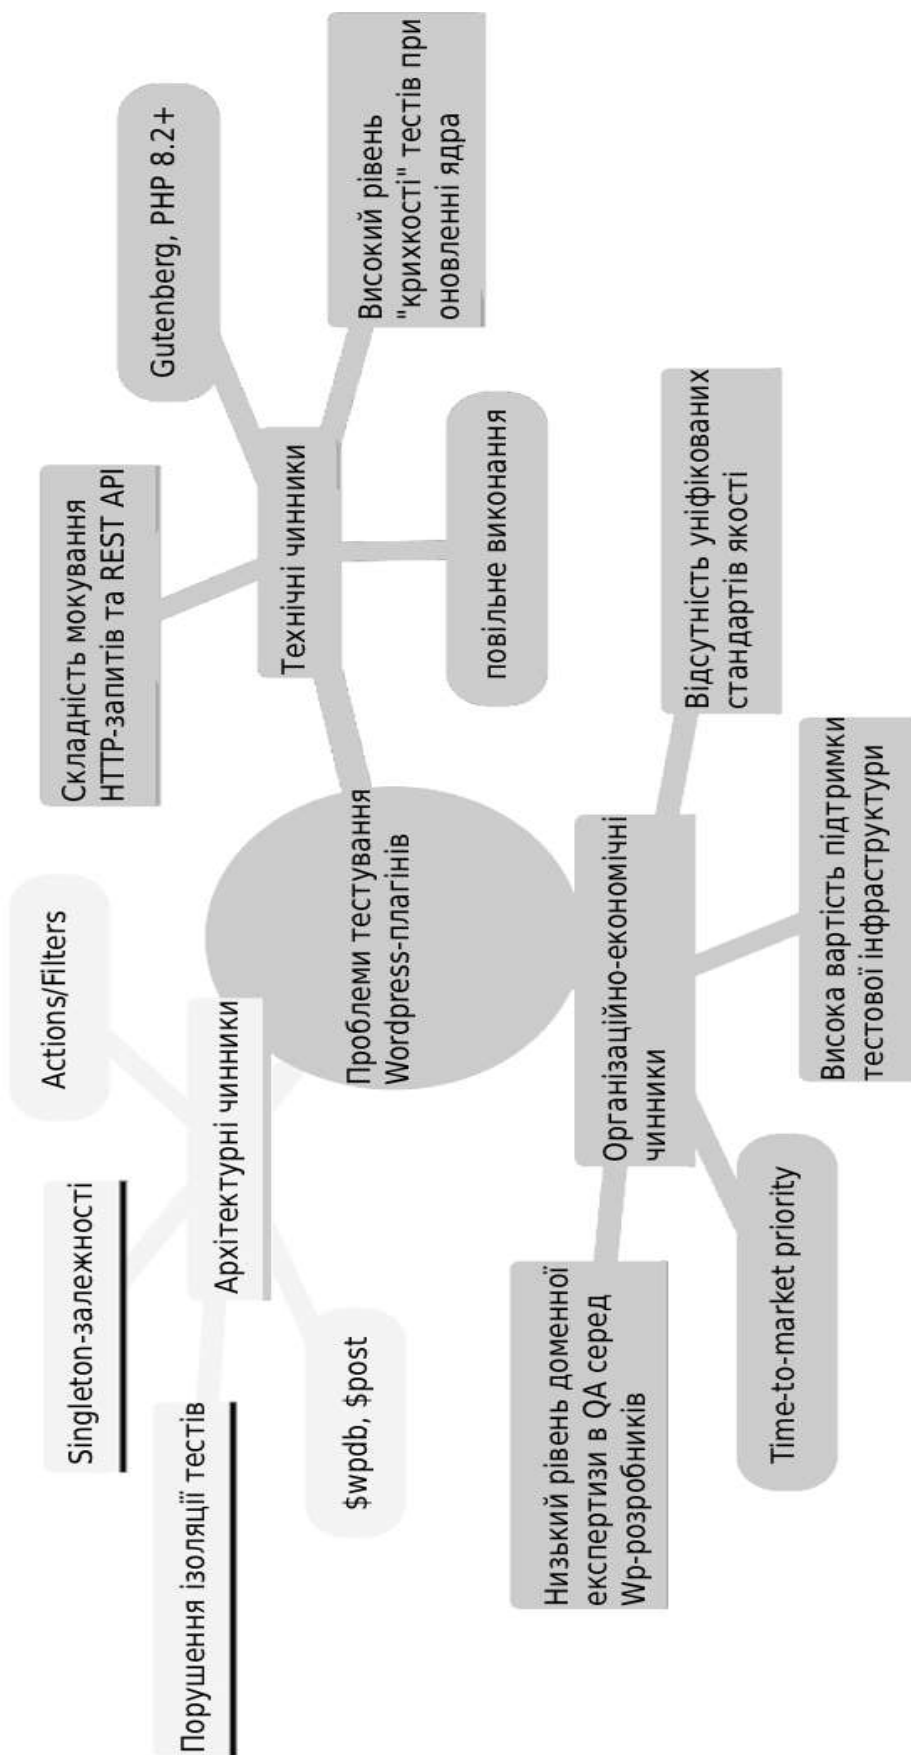 Проблеми тестування
Wordpress-плагінів
Архітектурні чинники
Actions/Filters
Singleton-залежності
Порушення ізоляції тестів
$wpdb, $post
Технічні чинники
Складність мокування
HTTP-запитів та REST API
Gutenberg, PHP 8.2+
Високий рівень
"крихкості" тестів при
оновленні ядра
повільне виконання
Організаційно-економічні
чинники
Низький рівень доменної
експертизи в QA серед
Wp-розробників
Time-to-market priority
Висока вартість підтримки
тестової інфраструктури
Відсутність уніфікованих
стандартів якості